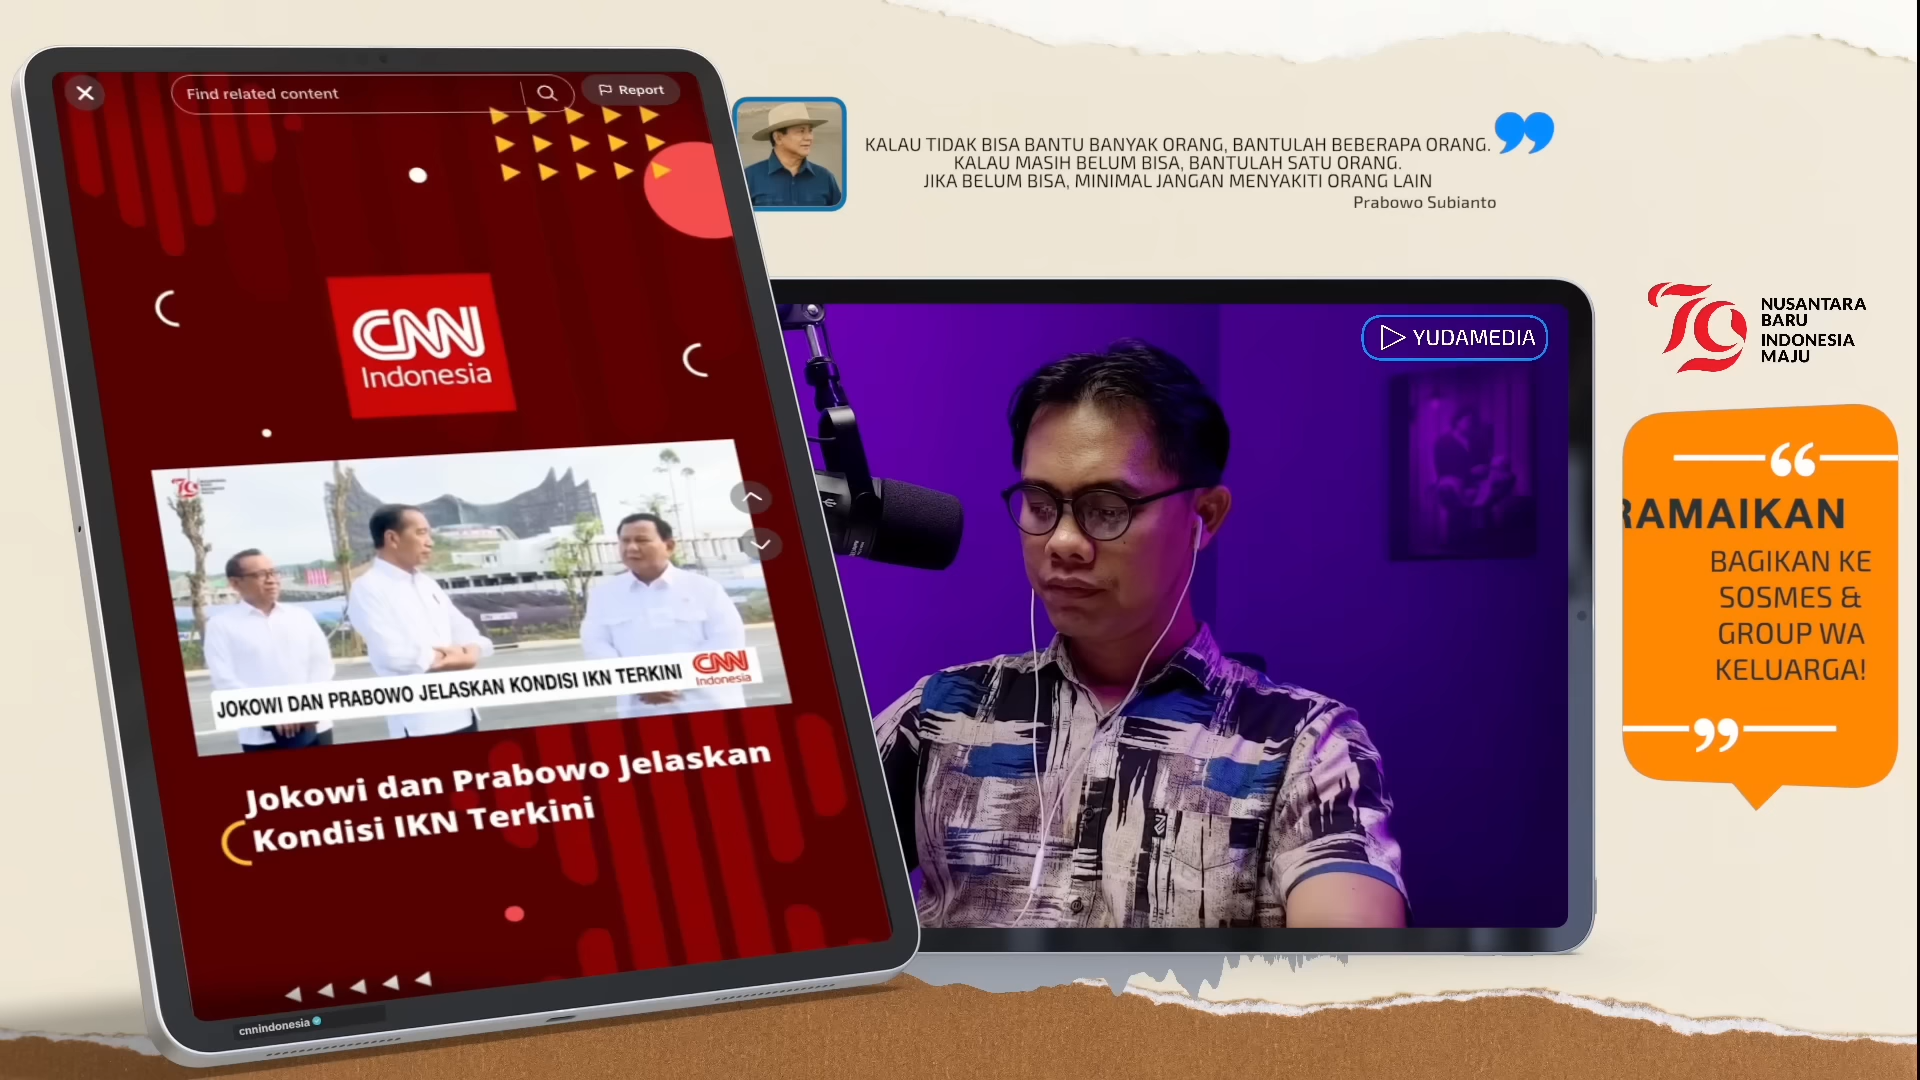 Find related content
Report
CNN
Indonesia
JOKOWI DAN PRABOWO JELASKAN KONDISI IKN TERKINI
CNN
Indonesia
Jokowi dan Prabowo Jelaskan
Kondisi IKN Terkini
cnnindonesia
KALAU TIDAK BISA BANTU BANYAK ORANG, BANTULAH BEBERAPA ORANG.
KALAU MASIH BELUM BISA, BANTULAH SATU ORANG.
JIKA BELUM BISA, MINIMAL JANGAN MENYAKITI ORANG LAIN
Prabowo Subianto
YUDAMEDIA
79
NUSANTARA
BARU
INDONESIA
MAJU
RAMAIKAN
BAGIKAN KE
SOSMES &
GROUP WA
KELUARGA!